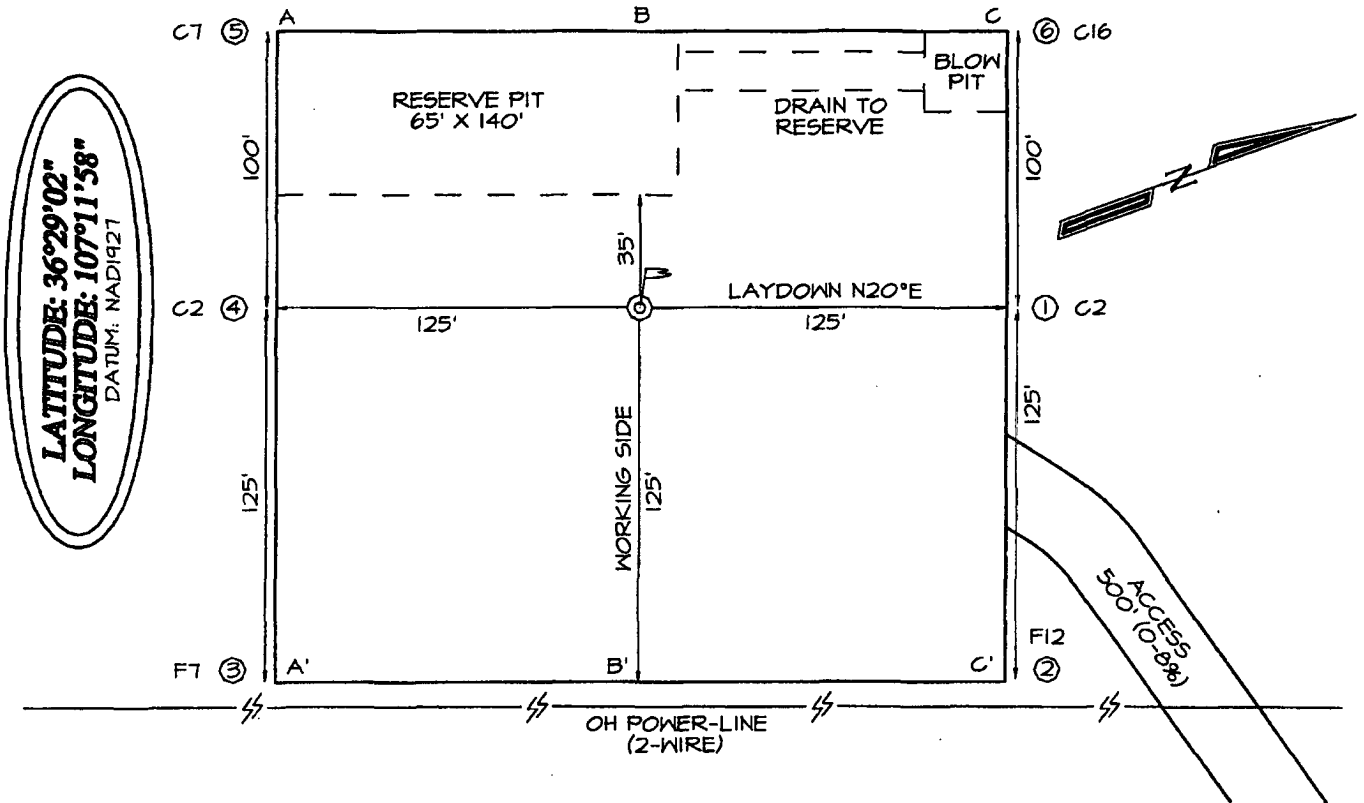 A B C
C7 5 6 C16
BLOW
PIT
RESERVE PIT
65' X 140'
DRAIN TO
RESERVE
100' 100'
N
LATITUDE: 36°29'02"
LONGITUDE: 107°11'58"
DATUM: NAD1927
35'
LAYDOWN N20°E
C2 4 1 C2
125' 125'
125'
WORKING SIDE
125'
125'
ACCESS
500' (0-8%)
F12
F7 3 A' B' C' 2
OH POWER-LINE
(2-WIRE)